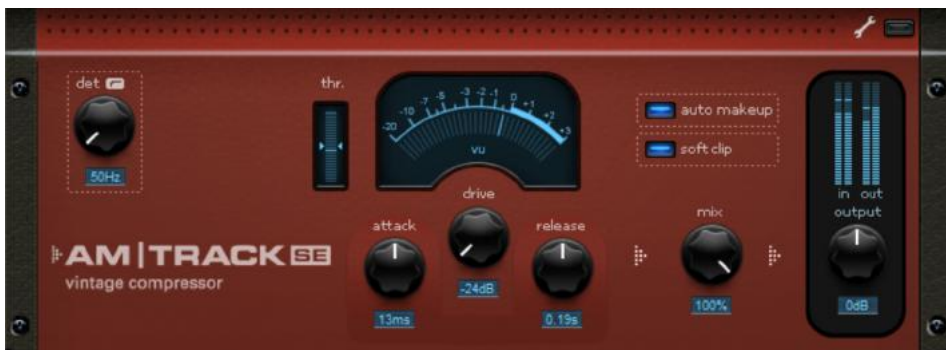 det
50Hz
thr.
-20 -10 -7 -5 -3 -2 -1 0 +1 +2 +3
vu
auto makeup
soft clip
in out
output
0dB
drive
-24dB
attack
13ms
release
0.19s
mix
100%
AM|TRACK SE
vintage compressor